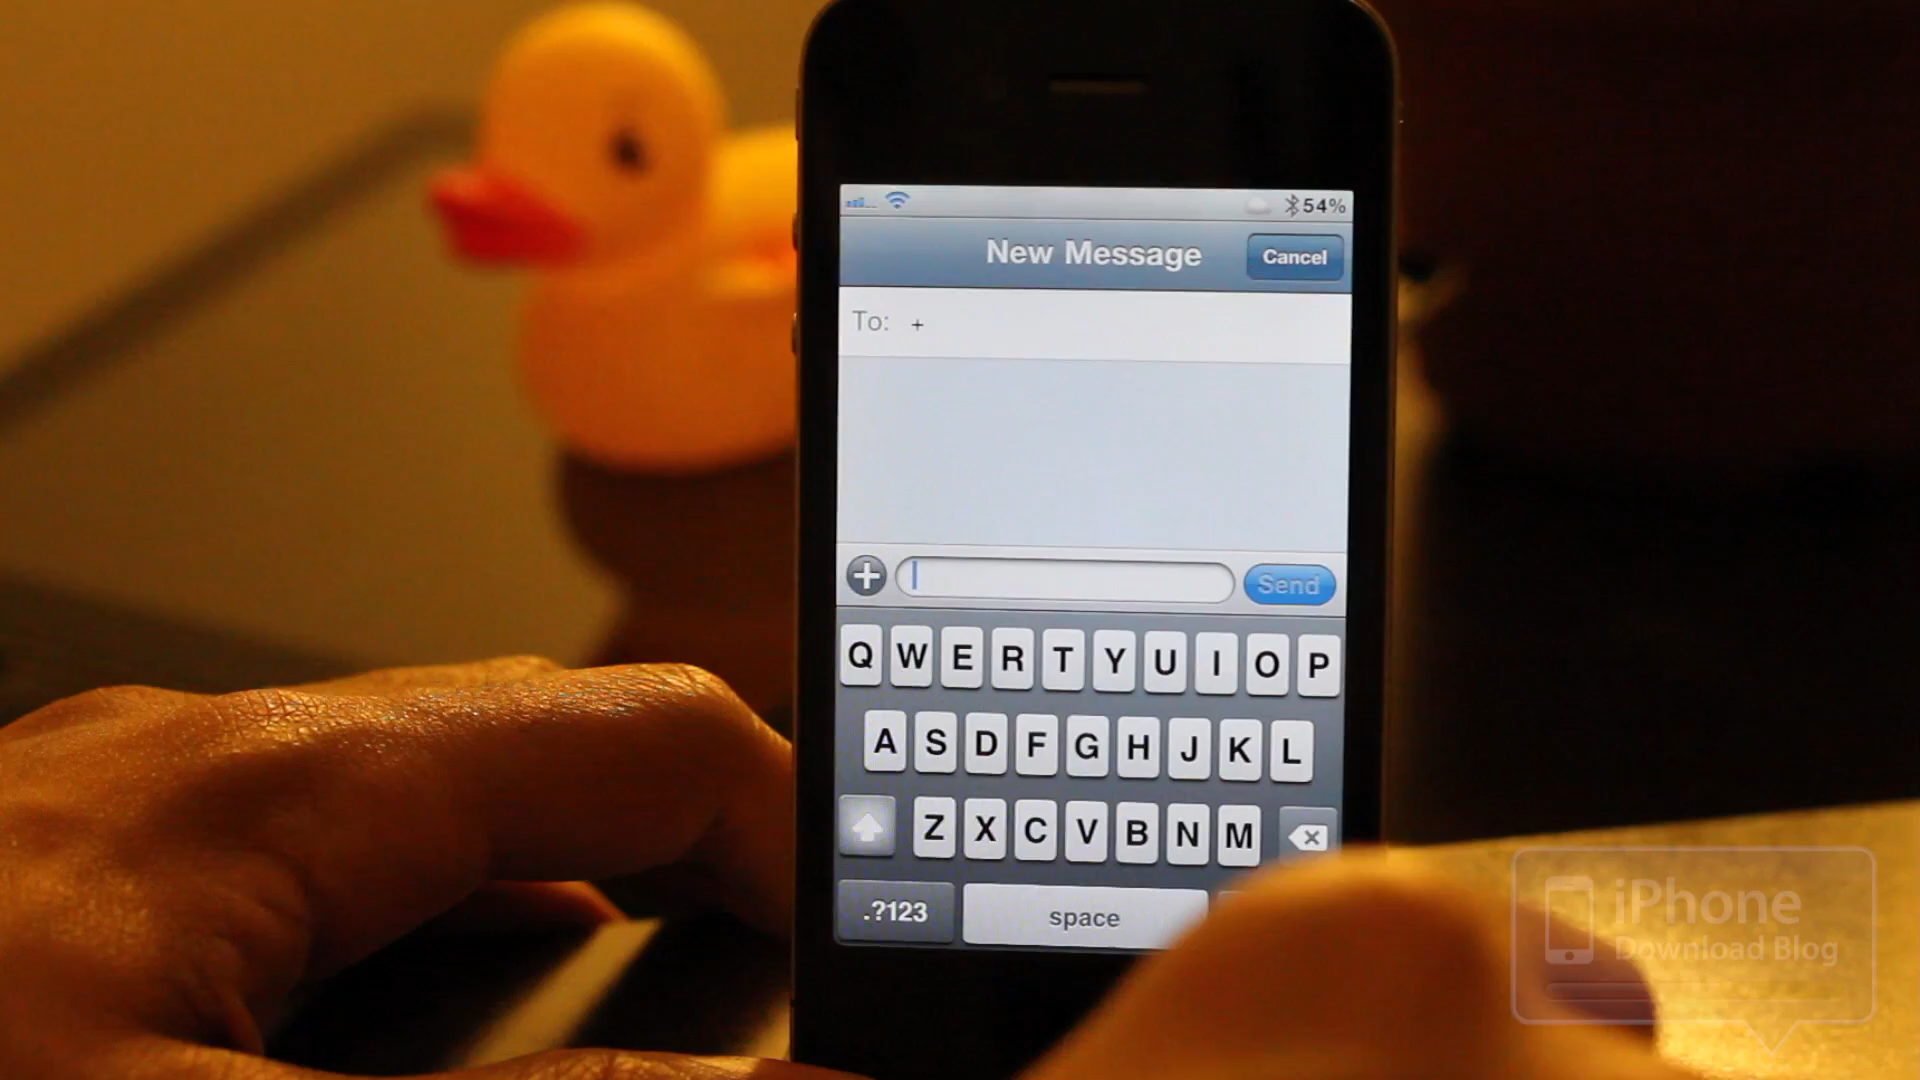 54%
New Message
Cancel
To: +
Send
Q W E R T Y U I O P
A S D F G H J K L
Z X C V B N M
.?123
space
iPhone
Download Blog